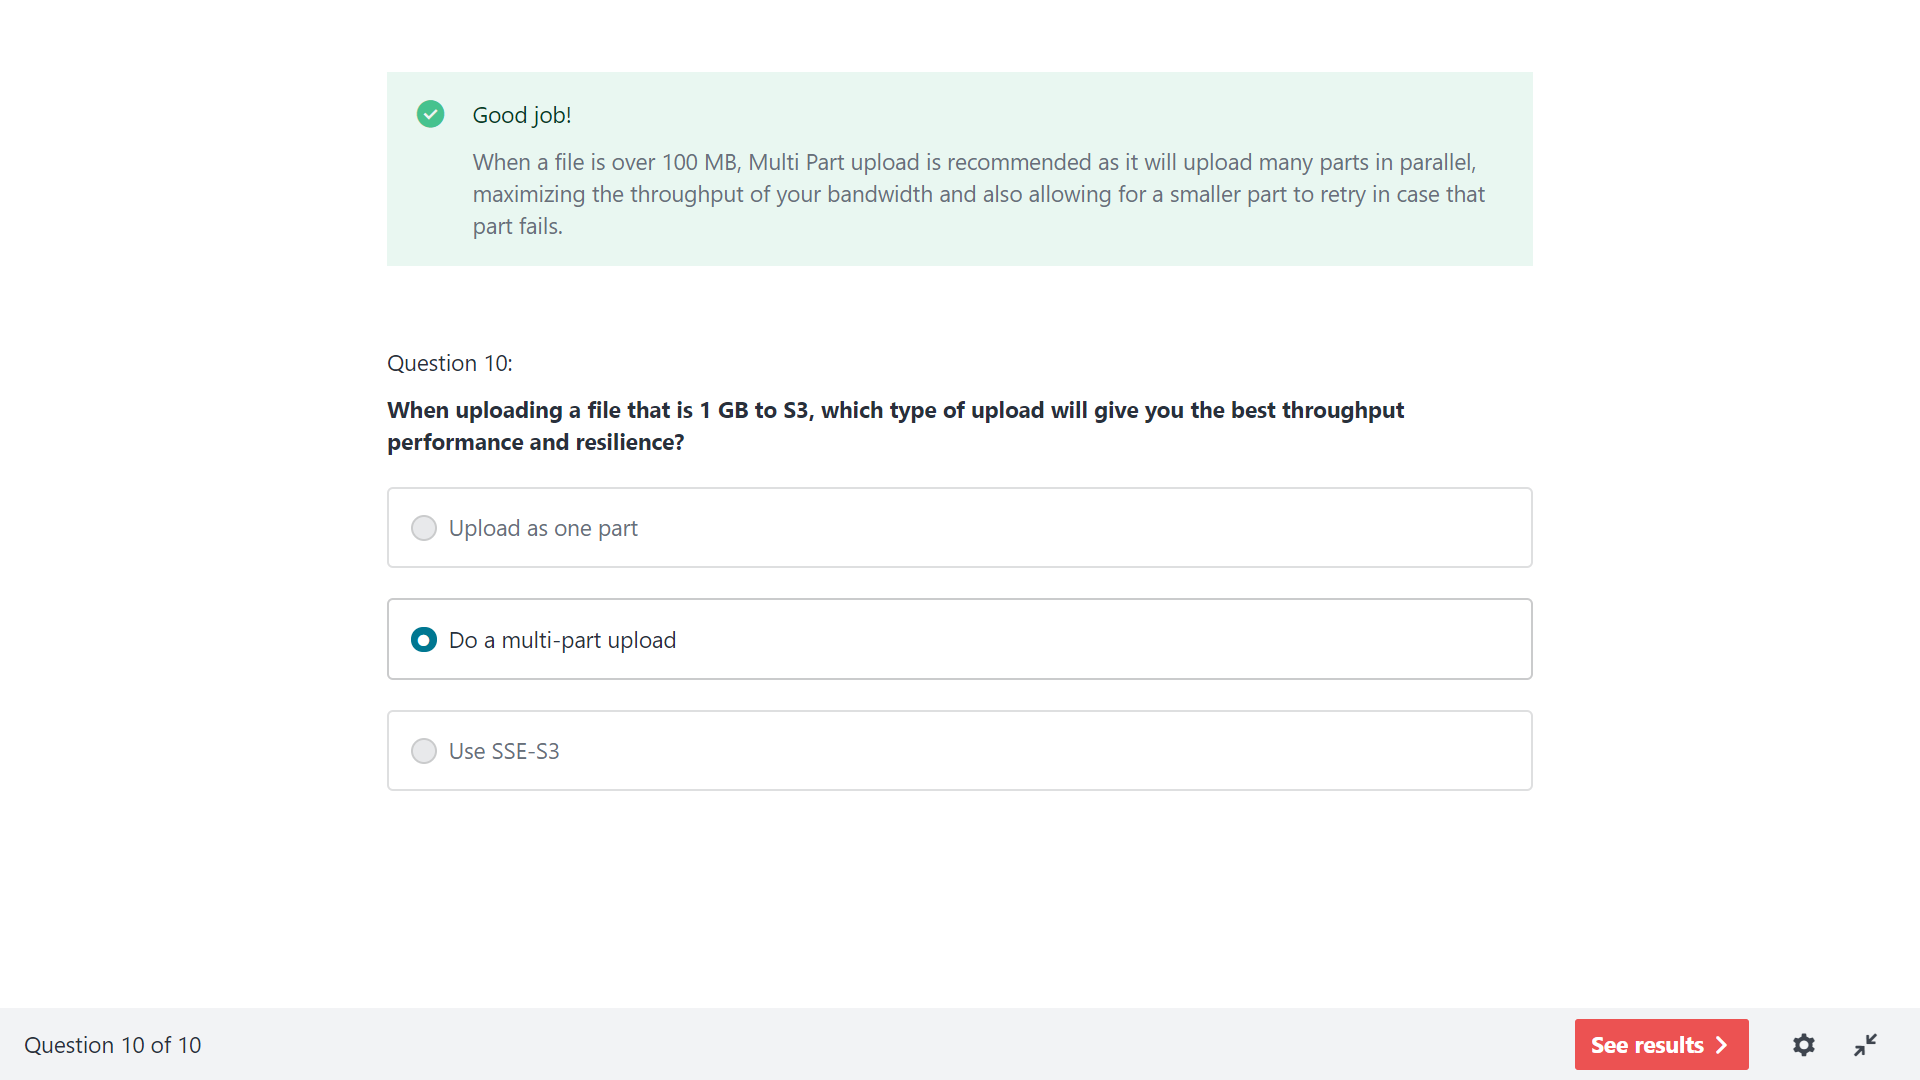 Good job!
When a file is over 100 MB, Multi Part upload is recommended as it will upload many parts in parallel,
maximizing the throughput of your bandwidth and also allowing for a smaller part to retry in case that
part fails.
Question 10:
When uploading a file that is 1 GB to S3, which type of upload will give you the best throughput
performance and resilience?
Upload as one part
Do a multi-part upload
Use SSE-S3
Question 10 of 10
See results